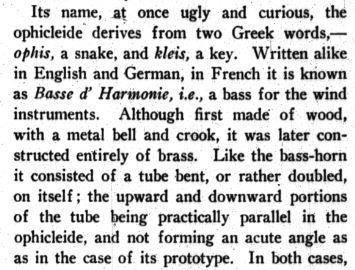 Its name, at once ugly and curious, the
ophicleide derives from two Greek words,—
ophis, a snake, and kleis, a key. Written alike
in English and German, in French it is known
as Basse d' Harmonie, i.e., a bass for the wind
instruments. Although first made of wood,
with a metal bell and crook, it was later con-
structed entirely of brass. Like the bass-horn
it consisted of a tube bent, or rather doubled,
on itself; the upward and downward portions
of the tube being practically parallel in the
ophicleide, and not forming an acute angle as
as in the case of its prototype. In both cases,